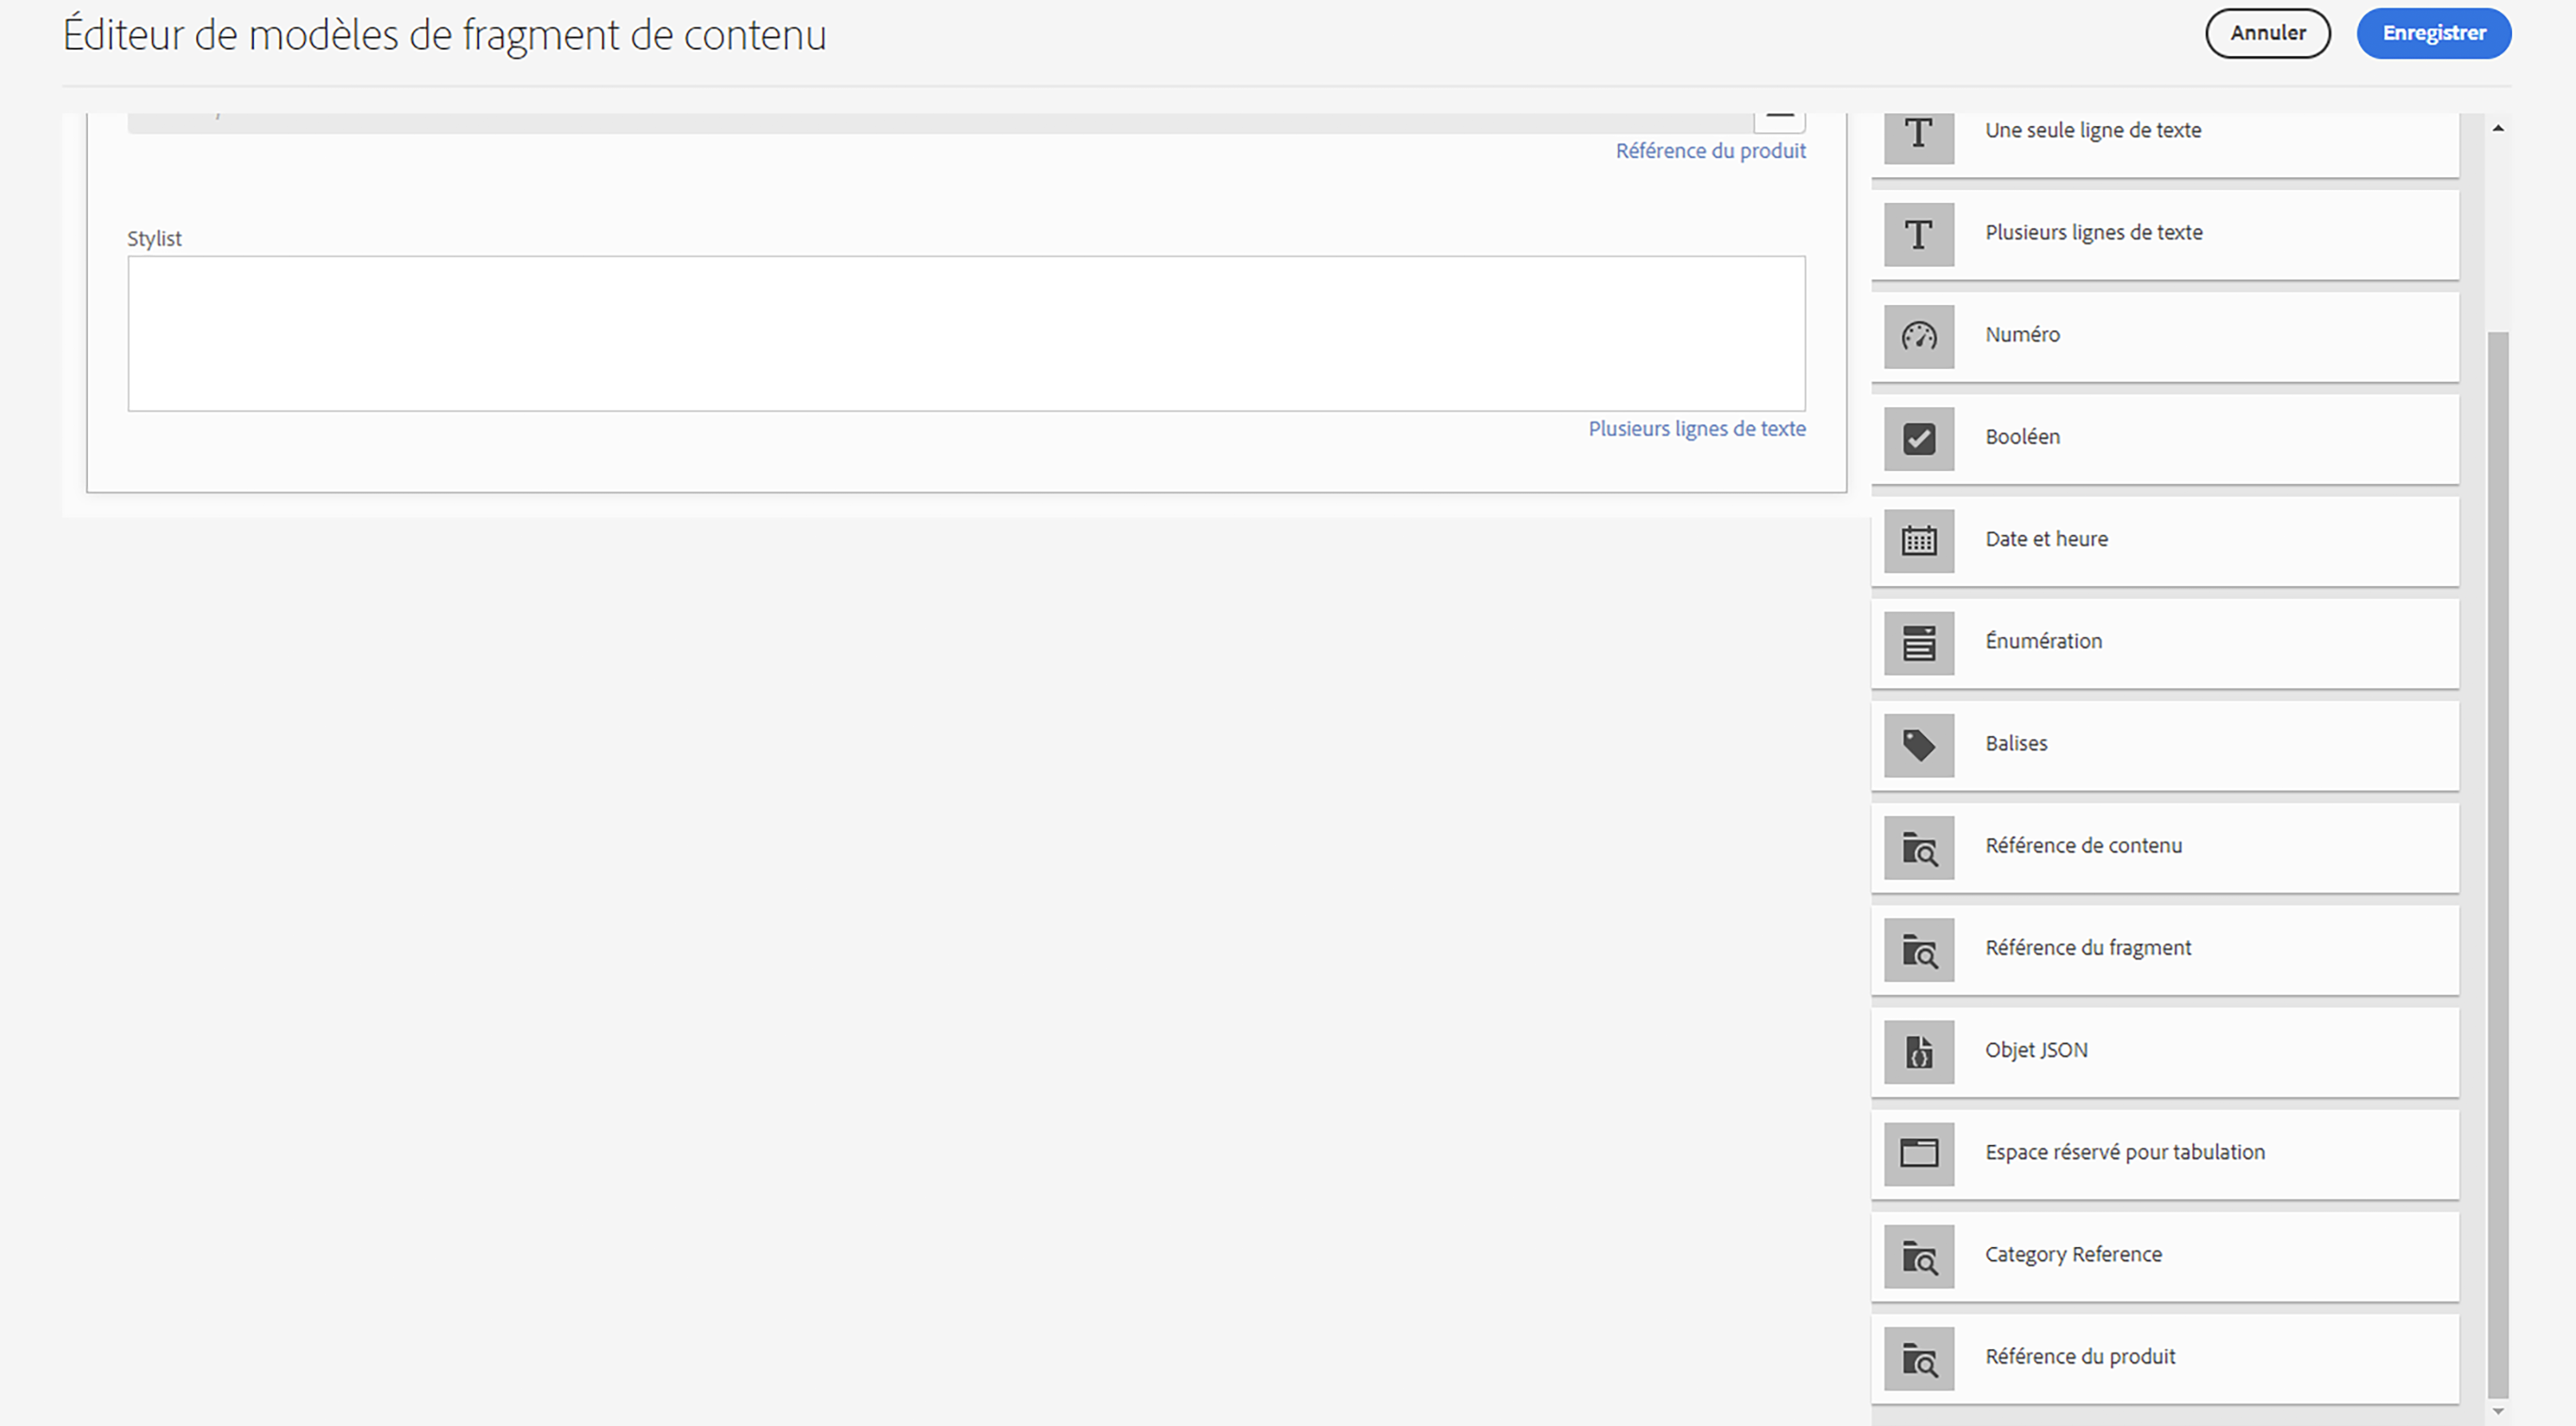 Éditeur de modèles de fragment de contenu
Annuler
Enregistrer
Référence du produit
Stylist
Plusieurs lignes de texte
Une seule ligne de texte
Plusieurs lignes de texte
Numéro
Booléen
Date et heure
Énumération
Balises
Référence de contenu
Référence du fragment
Objet JSON
Espace réservé pour tabulation
Category Reference
Référence du produit